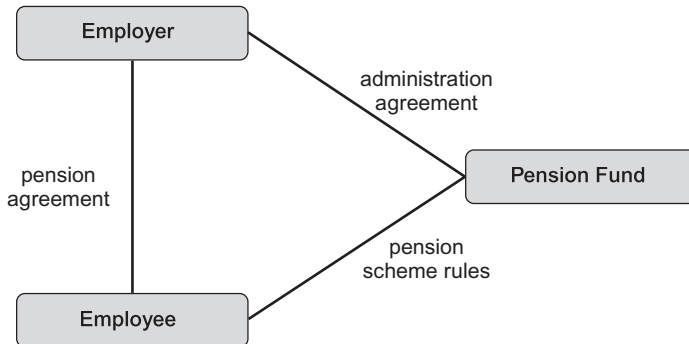 Employer
administration
agreement
Pension Fund
pension
agreement
pension
scheme rules
Employee